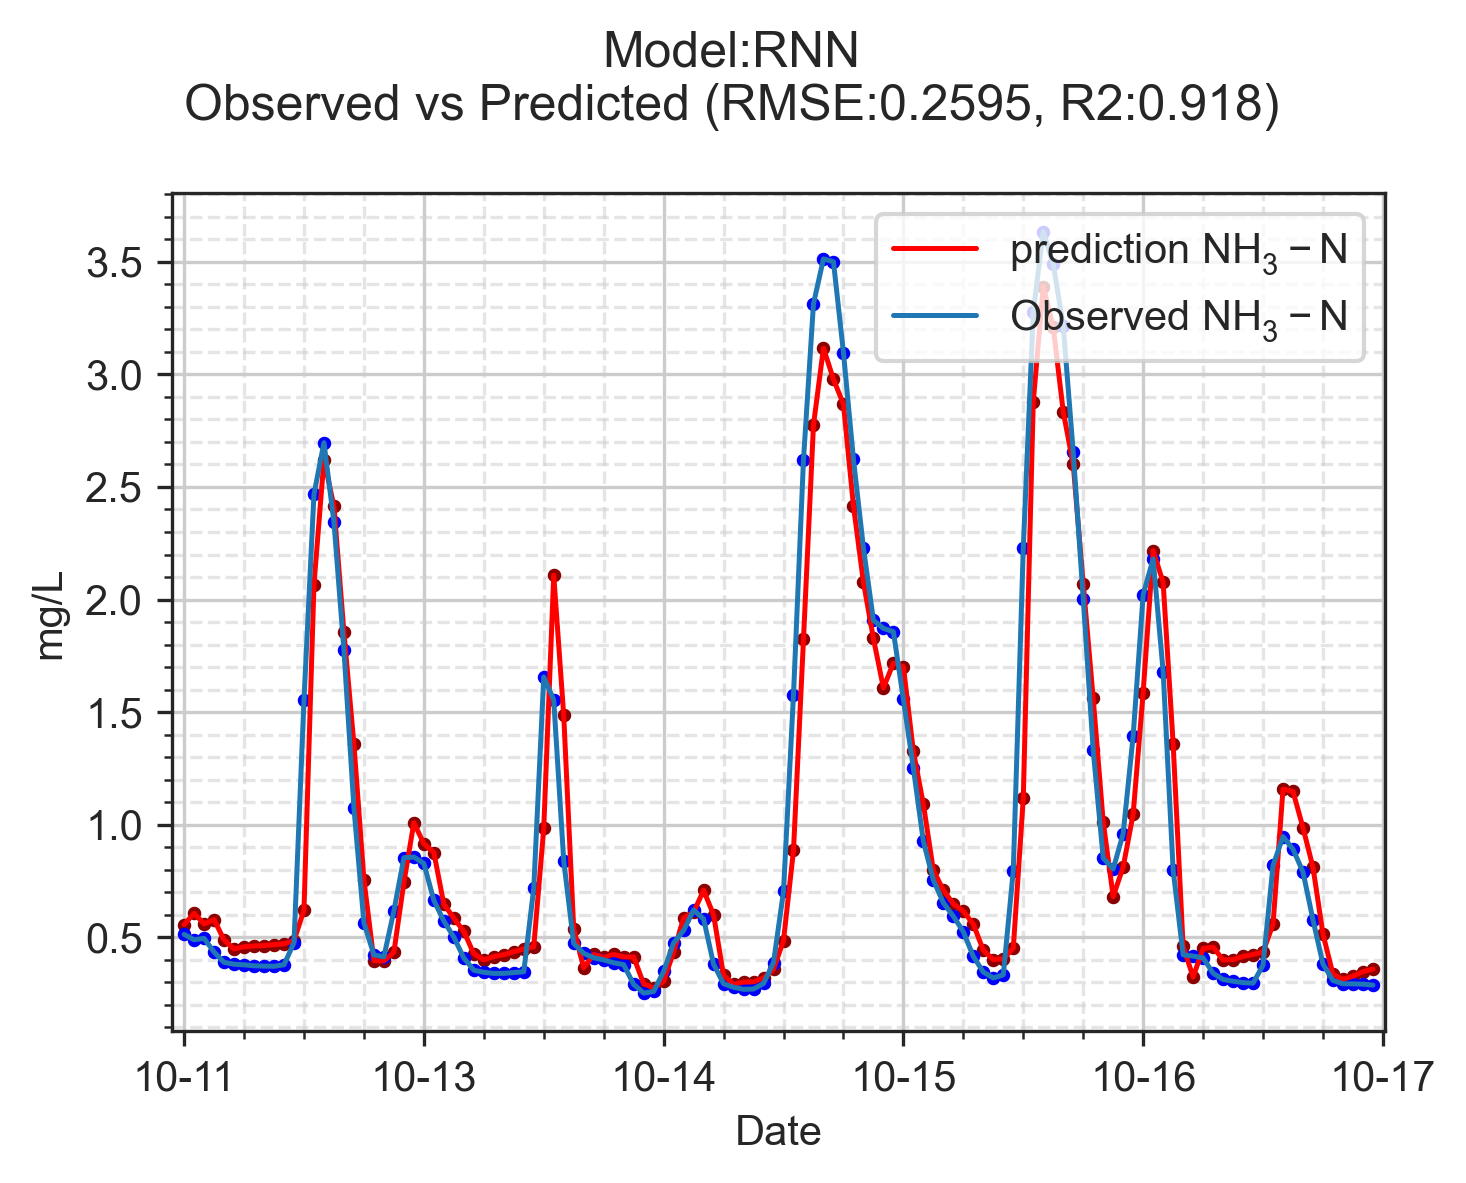 Model:RNN
Observed vs Predicted (RMSE:0.2595, R2:0.918)
prediction NH₃ − N
Observed NH₃ − N
3.5
3.0
2.5
2.0
1.5
1.0
0.5
mg/L
10-11 10-13 10-14 10-15 10-16 10-17
Date